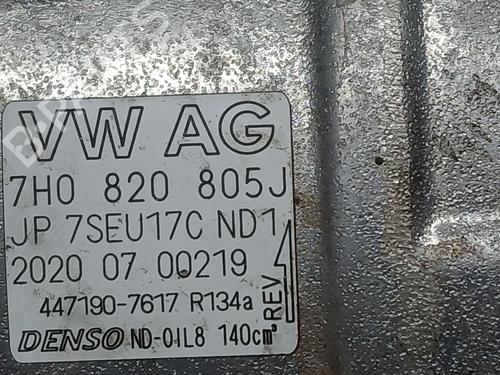 VW AG
7H0 820 805J
JP 7SEU17C ND1
2020 07 00219
447190-7617 R134a
REV
DENSO ND-OIL8 140cm³